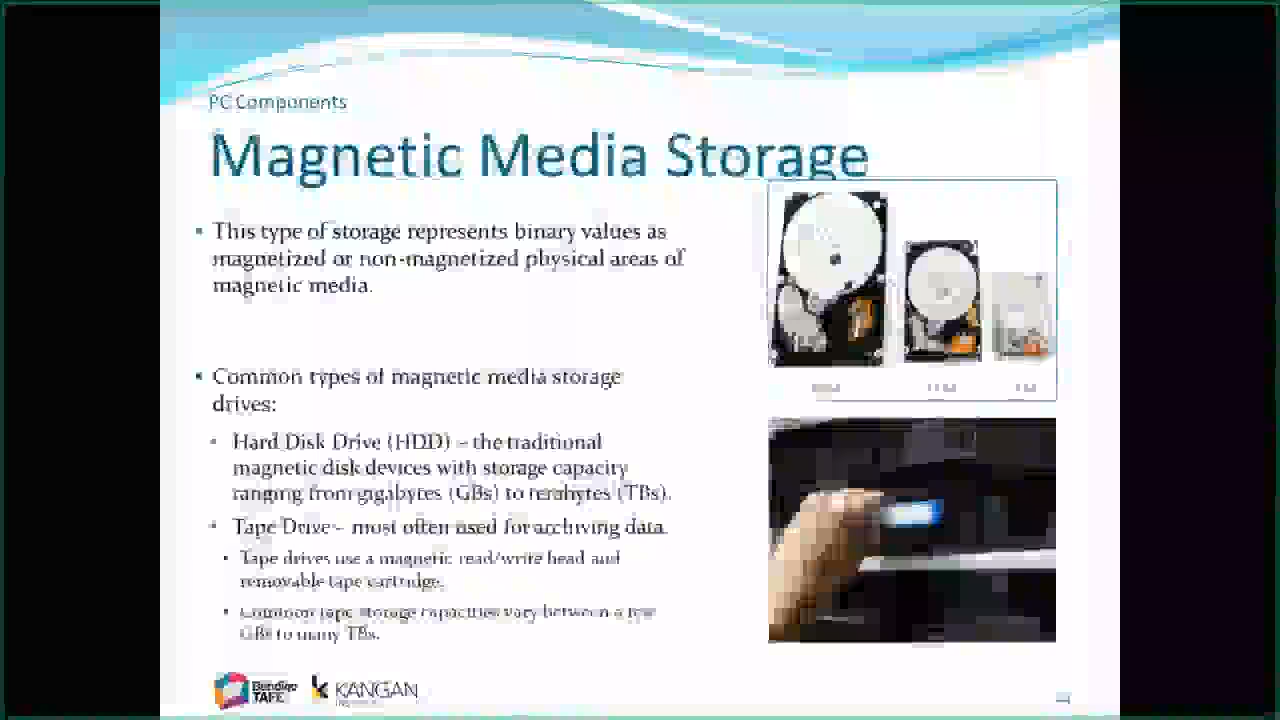 PC Components
Magnetic Media Storage
This type of storage represents binary values as
magnetized or non-magnetized physical areas of
magnetic media.
Common types of magnetic media storage
drives:
Hard Disk Drive (HDD) – the traditional
magnetic disk devices with storage capacity
ranging from gigabytes (GBs) to terabytes (TBs).
Tape Drive – most often used for archiving data.
Tape drives use a magnetic read/write head and
removable tape cartridge.
Common tape storage capacities vary between a few
GBs to many TBs.
Bendigo
TAFE
KANGAN